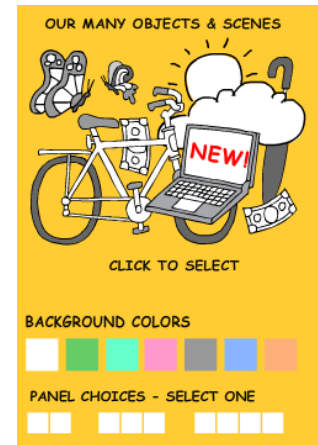 OUR MANY OBJECTS & SCENES
NEW!
CLICK TO SELECT
BACKGROUND COLORS
PANEL CHOICES - SELECT ONE